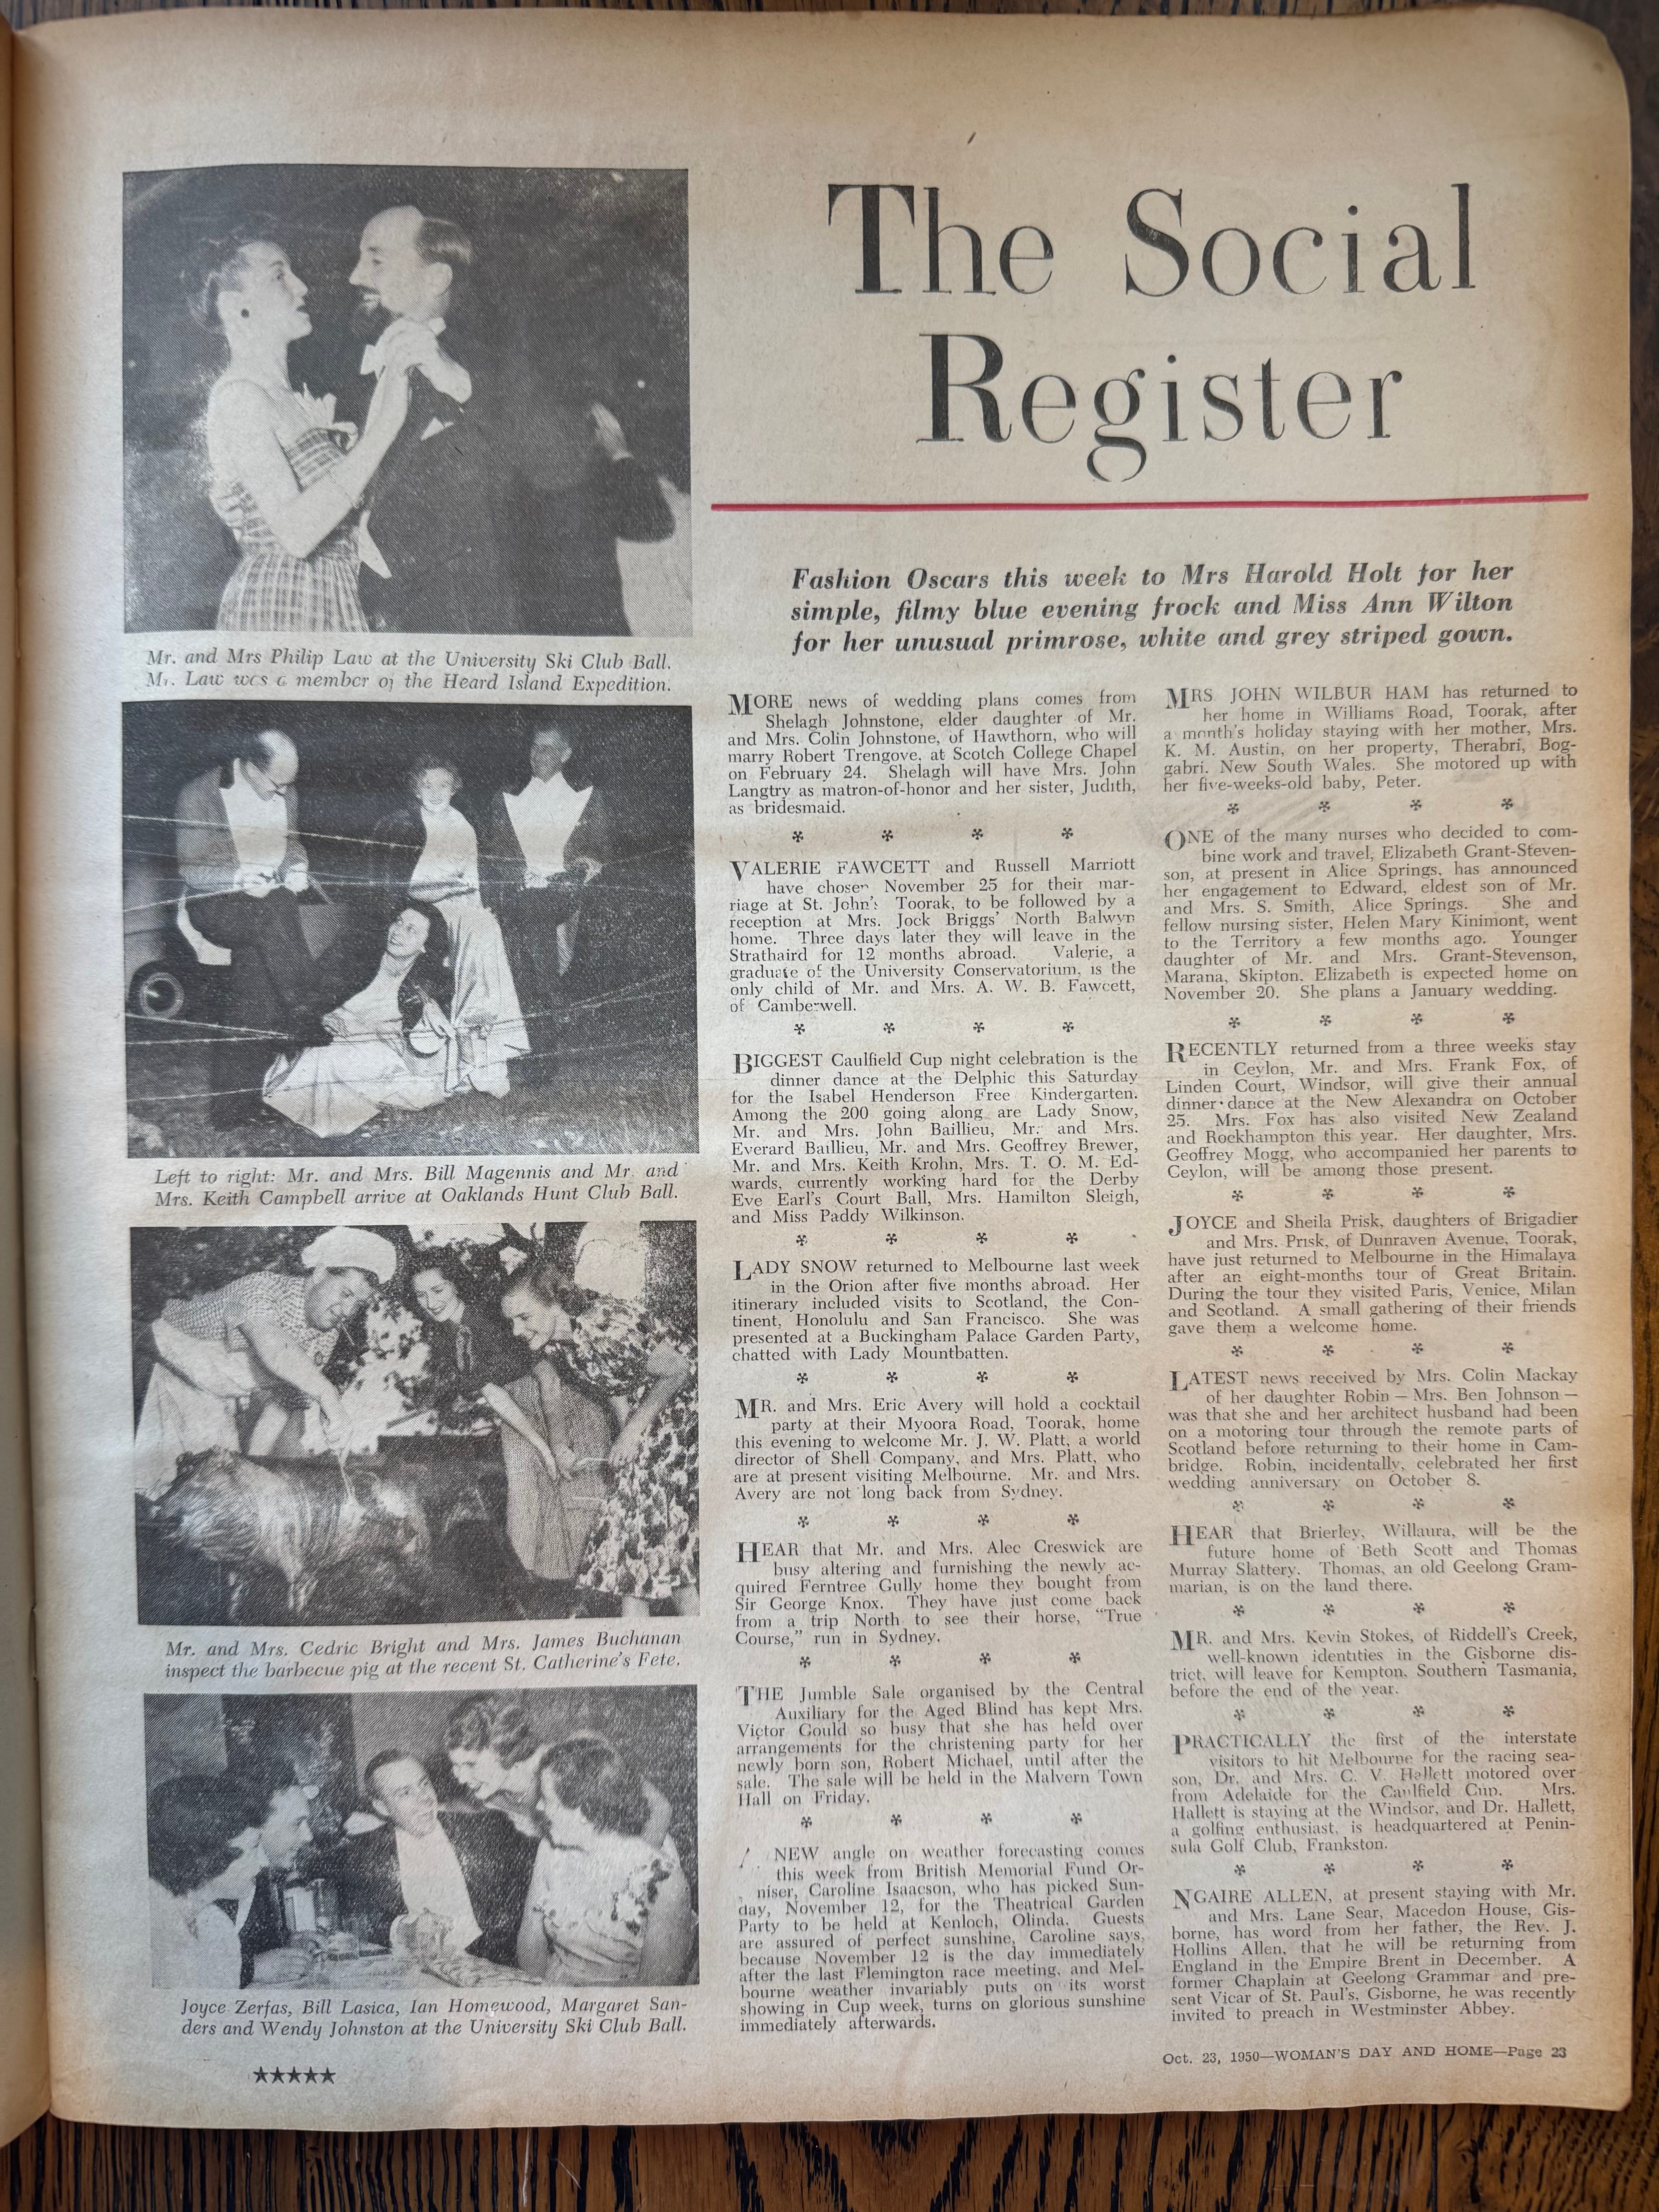 The Social
Register
Fashion Oscars this week to Mrs Harold Holt for her
simple, filmy blue evening frock and Miss Ann Wilton
for her unusual primrose, white and grey striped gown.
Mr. and Mrs Philip Law at the University Ski Club Ball.
Mr. Law was a member of the Heard Island Expedition.
Left to right: Mr. and Mrs. Bill Magennis and Mr. and
Mrs. Keith Campbell arrive at Oaklands Hunt Club Ball.
Mr. and Mrs. Cedric Bright and Mrs. James Buchanan
inspect the barbecue pig at the recent St. Catherine's Fete.
Joyce Zerfas, Bill Lasica, Ian Homewood, Margaret San-
ders and Wendy Johnston at the University Ski Club Ball.
★★★★★
MORE news of wedding plans comes from
Shelagh Johnstone, elder daughter of Mr.
and Mrs. Colin Johnstone, of Hawthorn, who will
marry Robert Trengove, at Scotch College Chapel
on February 24. Shelagh will have Mrs. John
Langtry as matron-of-honor and her sister, Judith,
as bridesmaid.
* * * *
VALERIE FAWCETT and Russell Marriott
have chosen November 25 for their mar-
riage at St. John's Toorak, to be followed by a
reception at Mrs. Jock Briggs' North Balwyn
home. Three days later they will leave in the
Strathaird for 12 months abroad. Valerie, a
graduate of the University Conservatorium, is the
only child of Mr. and Mrs. A. W. B. Fawcett,
of Camberwell.
* * * *
BIGGEST Caulfield Cup night celebration is the
dinner dance at the Delphic this Saturday
for the Isabel Henderson Free Kindergarten.
Among the 200 going along are Lady Snow,
Mr. and Mrs. John Baillieu, Mr. and Mrs.
Everard Baillieu, Mr. and Mrs. Geoffrey Brewer,
Mr. and Mrs. Keith Krohn, Mrs. T. O. M. Ed-
wards, currently working hard for the Derby
Eve Earl's Court Ball, Mrs. Hamilton Sleigh,
and Miss Paddy Wilkinson.
* * * *
LADY SNOW returned to Melbourne last week
in the Orion after five months abroad. Her
itinerary included visits to Scotland, the Con-
tinent, Honolulu and San Francisco. She was
presented at a Buckingham Palace Garden Party,
chatted with Lady Mountbatten.
* * * *
MR. and Mrs. Eric Avery will hold a cocktail
party at their Myoora Road, Toorak, home
this evening to welcome Mr. J. W. Platt, a world
director of Shell Company, and Mrs. Platt, who
are at present visiting Melbourne. Mr. and Mrs.
Avery are not long back from Sydney.
* * * *
HEAR that Mr. and Mrs. Alec Creswick are
busy altering and furnishing the newly ac-
quired Ferntree Gully home they bought from
Sir George Knox. They have just come back
from a trip North to see their horse, "True
Course," run in Sydney.
* * * *
THE Jumble Sale organised by the Central
Auxiliary for the Aged Blind has kept Mrs.
Victor Gould so busy that she has held over
arrangements for the christening party for her
newly born son, Robert Michael, until after the
sale. The sale will be held in the Malvern Town
Hall on Friday.
* * * *
NEW angle on weather forecasting comes
this week from British Memorial Fund Or-
niser, Caroline Isaacson, who has picked Sun-
day, November 12, for the Theatrical Garden
Party to be held at Kenloch, Olinda. Guests
are assured of perfect sunshine, Caroline says,
because November 12 is the day immediately
after the last Flemington race meeting, and Mel-
bourne weather invariably puts on its worst
showing in Cup week, turns on glorious sunshine
immediately afterwards.
MRS JOHN WILBUR HAM has returned to
her home in Williams Road, Toorak, after
a month's holiday staying with her mother, Mrs.
K. M. Austin, on her property, Therabri, Bog-
gabri, New South Wales. She motored up with
her five-weeks-old baby, Peter.
* * * *
ONE of the many nurses who decided to com-
bine work and travel, Elizabeth Grant-Steven-
son, at present in Alice Springs, has announced
her engagement to Edward, eldest son of Mr.
and Mrs. S. Smith, Alice Springs. She and
fellow nursing sister, Helen Mary Kinimont, went
to the Territory a few months ago. Younger
daughter of Mr. and Mrs. Grant-Stevenson,
Marana, Skipton, Elizabeth is expected home on
November 20. She plans a January wedding.
* * * *
RECENTLY returned from a three weeks stay
in Ceylon, Mr. and Mrs. Frank Fox, of
Linden Court, Windsor, will give their annual
dinner dance at the New Alexandra on October
25. Mrs. Fox has also visited New Zealand
and Rockhampton this year. Her daughter, Mrs.
Geoffrey Mogg, who accompanied her parents to
Ceylon, will be among those present.
* * * *
JOYCE and Sheila Prisk, daughters of Brigadier
and Mrs. Prisk, of Dunraven Avenue, Toorak,
have just returned to Melbourne in the Himalaya
after an eight-months tour of Great Britain.
During the tour they visited Paris, Venice, Milan
and Scotland. A small gathering of their friends
gave them a welcome home.
* * * *
LATEST news received by Mrs. Colin Mackay
of her daughter Robin — Mrs. Ben Johnson —
was that she and her architect husband had been
on a motoring tour through the remote parts of
Scotland before returning to their home in Cam-
bridge. Robin, incidentally, celebrated her first
wedding anniversary on October 8.
* * * *
HEAR that Brierley, Willaura, will be the
future home of Beth Scott and Thomas
Murray Slattery. Thomas, an old Geelong Gram-
marian, is on the land there.
* * * *
MR. and Mrs. Kevin Stokes, of Riddell's Creek,
well-known identities in the Gisborne dis-
trict, will leave for Kempton, Southern Tasmania,
before the end of the year.
* * * *
PRACTICALLY the first of the interstate
visitors to hit Melbourne for the racing sea-
son, Dr. and Mrs. C. V. Hallett motored over
from Adelaide for the Caulfield Cup. Mrs.
Hallett is staying at the Windsor, and Dr. Hallett,
a golfing enthusiast, is headquartered at Penin-
sula Golf Club, Frankston.
* * * *
NGAIRE ALLEN, at present staying with Mr.
and Mrs. Lane Sear, Macedon House, Gis-
borne, has word from her father, the Rev. J.
Hollins Allen, that he will be returning from
England in the Empire Brent in December. A
former Chaplain at Geelong Grammar and pre-
sent Vicar of St. Paul's, Gisborne, he was recently
invited to preach in Westminster Abbey.
Oct. 23, 1950—WOMAN'S DAY AND HOME—Page 23